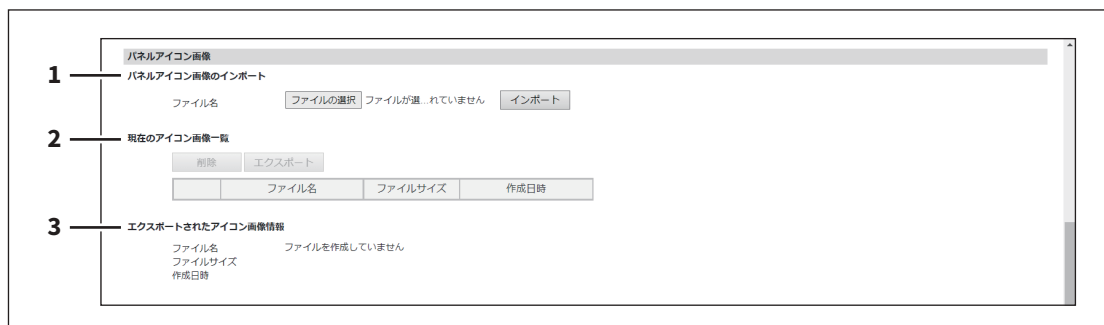 パネルアイコン画像
1 パネルアイコン画像のインポート
ファイル名 ファイルの選択 ファイルが選...れていません インポート
2 現在のアイコン画像一覧
削除 エクスポート
ファイル名 ファイルサイズ 作成日時
3 エクスポートされたアイコン画像情報
ファイル名 ファイルを作成していません
ファイルサイズ
作成日時